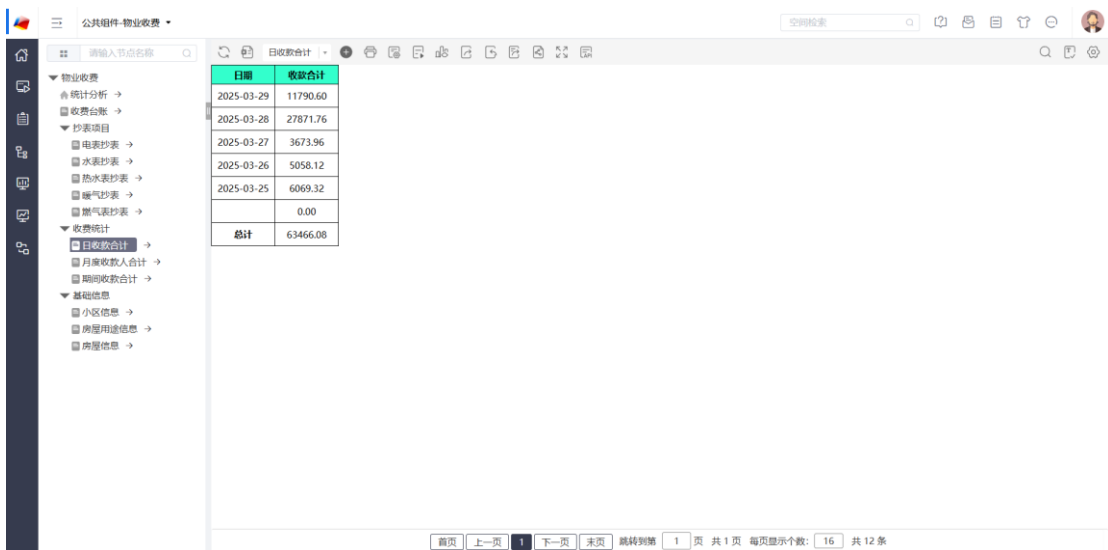 公共组件-物业收费
空间检索
请输入节点名称
日收款合计
物业收费
统计分析 →
收费台账 →
抄表项目
电表抄表 →
水表抄表 →
热水表抄表 →
暖气抄表 →
燃气表抄表 →
收费统计
日收款合计 →
月度收款人合计 →
期间收款合计 →
基础信息
小区信息 →
房屋用途信息 →
房屋信息 →
日期 收款合计
2025-03-29 11790.60
2025-03-28 27871.76
2025-03-27 3673.96
2025-03-26 5058.12
2025-03-25 6069.32
0.00
总计 63466.08
首页 上一页 1 下一页 末页 跳转到第 1 页 共1页 每页显示个数: 16 共12条